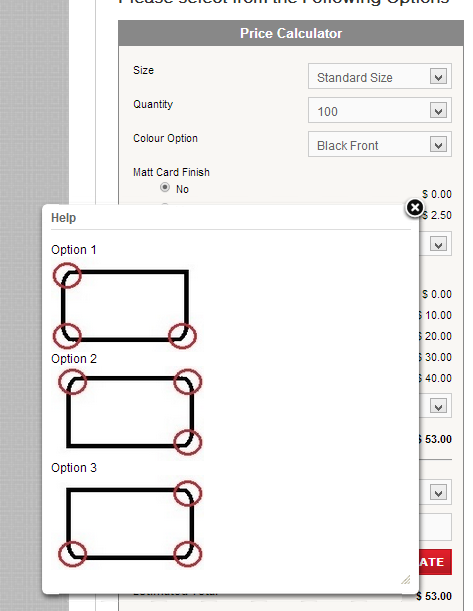 Please select from the Following Options
Price Calculator
Size
Standard Size
Quantity
100
Colour Option
Black Front
Matt Card Finish
No
$ 0.00
$ 2.50
Help
Option 1
$ 0.00
$ 10.00
$ 20.00
Option 2
$ 30.00
$ 40.00
$ 53.00
Option 3
ATE
Estimated Total
$ 53.00